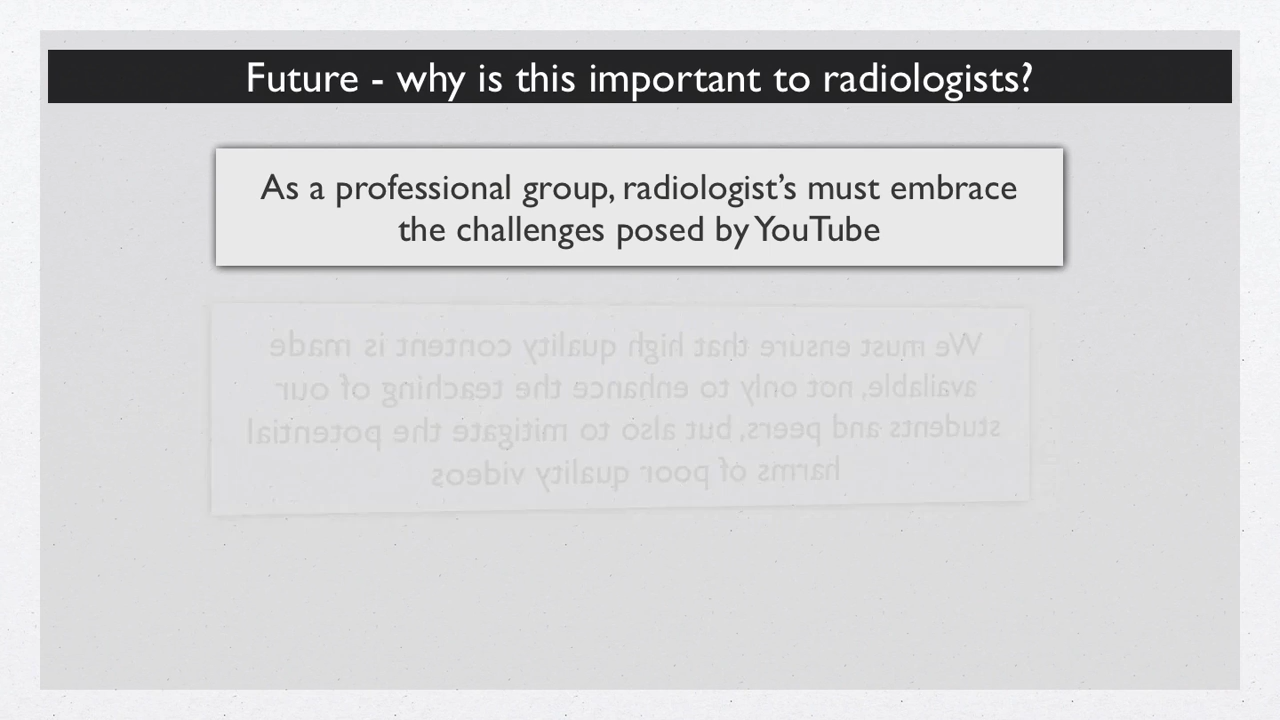 Future - why is this important to radiologists?
As a professional group, radiologist’s must embrace
the challenges posed by YouTube
We must ensure that high quality content is made
available, not only to enhance the teaching of our
students and peers, but also to mitigate the potential
harms of poor quality videos